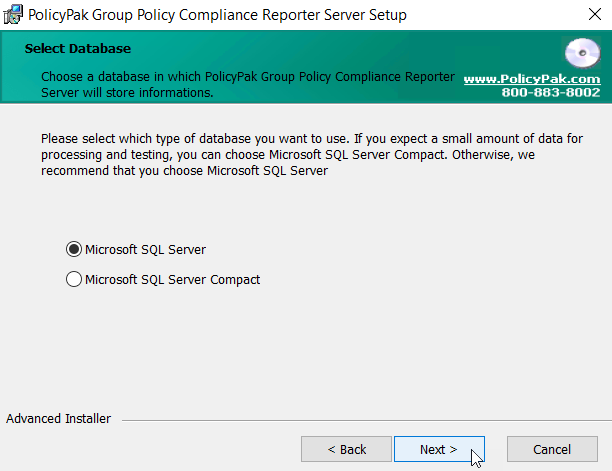 PolicyPak Group Policy Compliance Reporter Server Setup
Select Database
Choose a database in which PolicyPak Group Policy Compliance Reporter
Server will store informations.
www.PolicyPak.com
800-883-8002
Please select which type of database you want to use. If you expect a small amount of data for
processing and testing, you can choose Microsoft SQL Server Compact. Otherwise, we
recommend that you choose Microsoft SQL Server
Microsoft SQL Server
Microsoft SQL Server Compact
Advanced Installer
< Back
Next >
Cancel